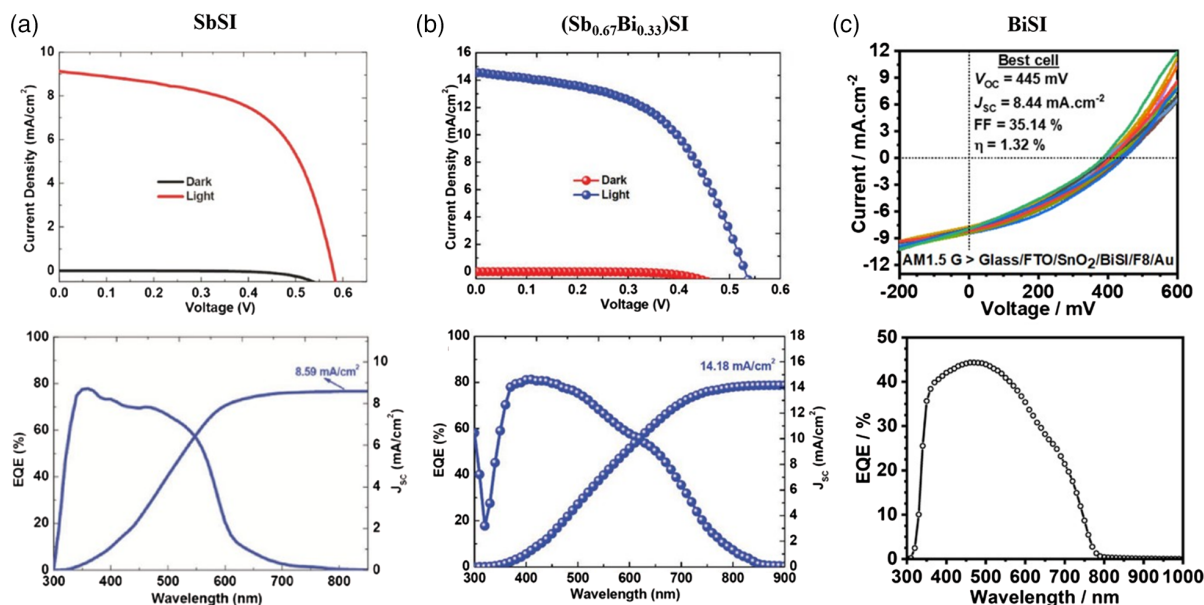 (a)
SbSI
Current Density (mA/cm²)
10
8
6
4
2
0
Dark
Light
0.0 0.1 0.2 0.3 0.4 0.5 0.6
Voltage (V)
EQE (%)
100
80
60
40
20
0
8.59 mA/cm²
10
8
6
4
2
0
J_SC (mA/cm²)
300 400 500 600 700 800
Wavelength (nm)
(b)
(Sb₀.₆₇Bi₀.₃₃)SI
Current Density (mA/cm²)
16
14
12
10
8
6
4
2
0
Dark
Light
0.0 0.1 0.2 0.3 0.4 0.5 0.6
Voltage (V)
EQE (%)
100
80
60
40
20
0
14.18 mA/cm²
18
16
14
12
10
8
6
4
2
0
J_SC (mA/cm²)
300 400 500 600 700 800 900
Wavelength (nm)
(c)
BiSI
Current / mA.cm⁻²
12
9
6
3
0
-3
-6
-9
-12
Best cell
V_OC = 445 mV
J_SC = 8.44 mA.cm⁻²
FF = 35.14 %
η = 1.32 %
AM1.5 G > Glass/FTO/SnO₂/BiSI/F8/Au
-200 0 200 400 600
Voltage / mV
EQE / %
50
40
30
20
10
0
300 400 500 600 700 800 900 1000
Wavelength / nm